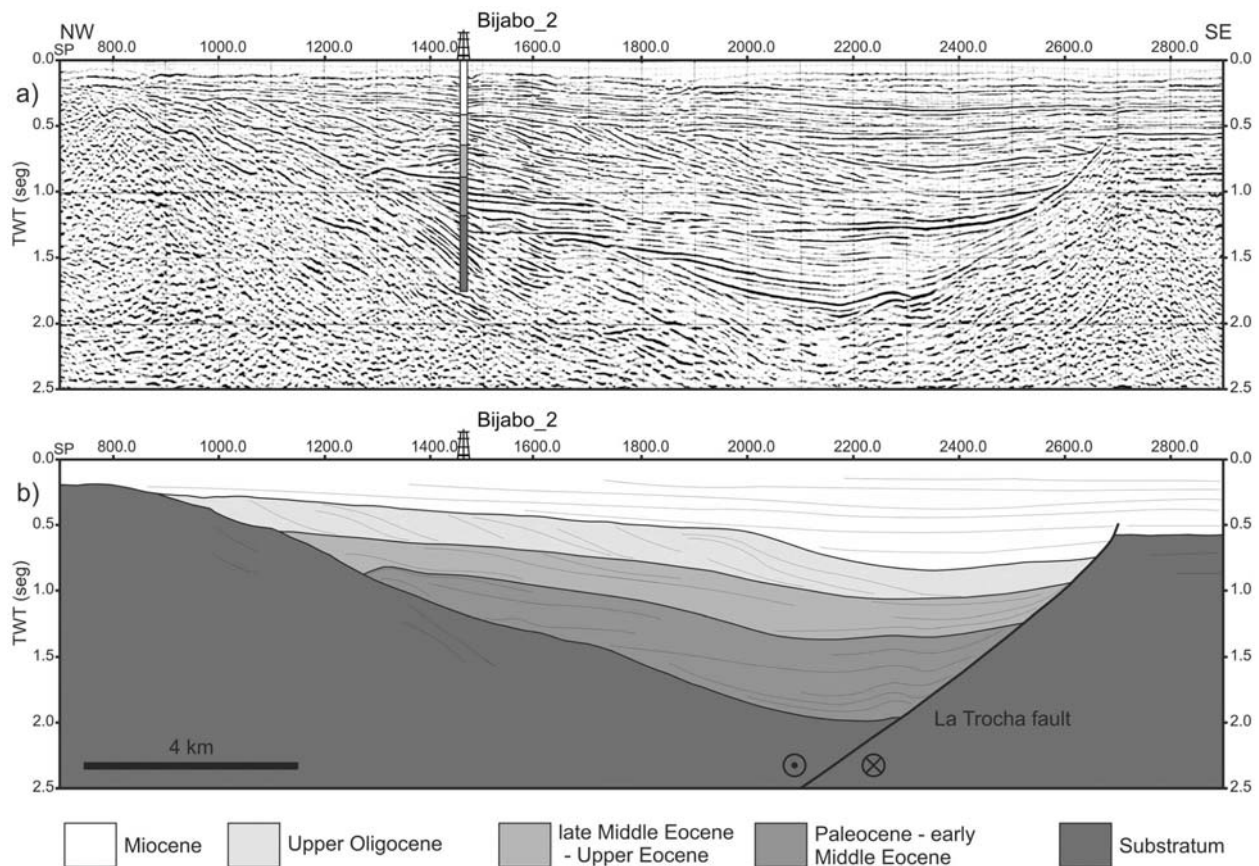 Bijabo_2
NW SE
SP 800.0 1000.0 1200.0 1400.0 1600.0 1800.0 2000.0 2200.0 2400.0 2600.0 2800.0
a)
0.0 0.0
0.5 0.5
1.0 1.0
1.5 1.5
2.0 2.0
2.5 2.5
TWT (seg)
Bijabo_2
SP 800.0 1000.0 1200.0 1400.0 1600.0 1800.0 2000.0 2200.0 2400.0 2600.0 2800.0
b)
0.0 0.0
0.5 0.5
1.0 1.0
1.5 1.5
2.0 2.0
2.5 2.5
TWT (seg)
La Trocha fault
4 km
Miocene
Upper Oligocene
late Middle Eocene
- Upper Eocene
Paleocene - early
Middle Eocene
Substratum